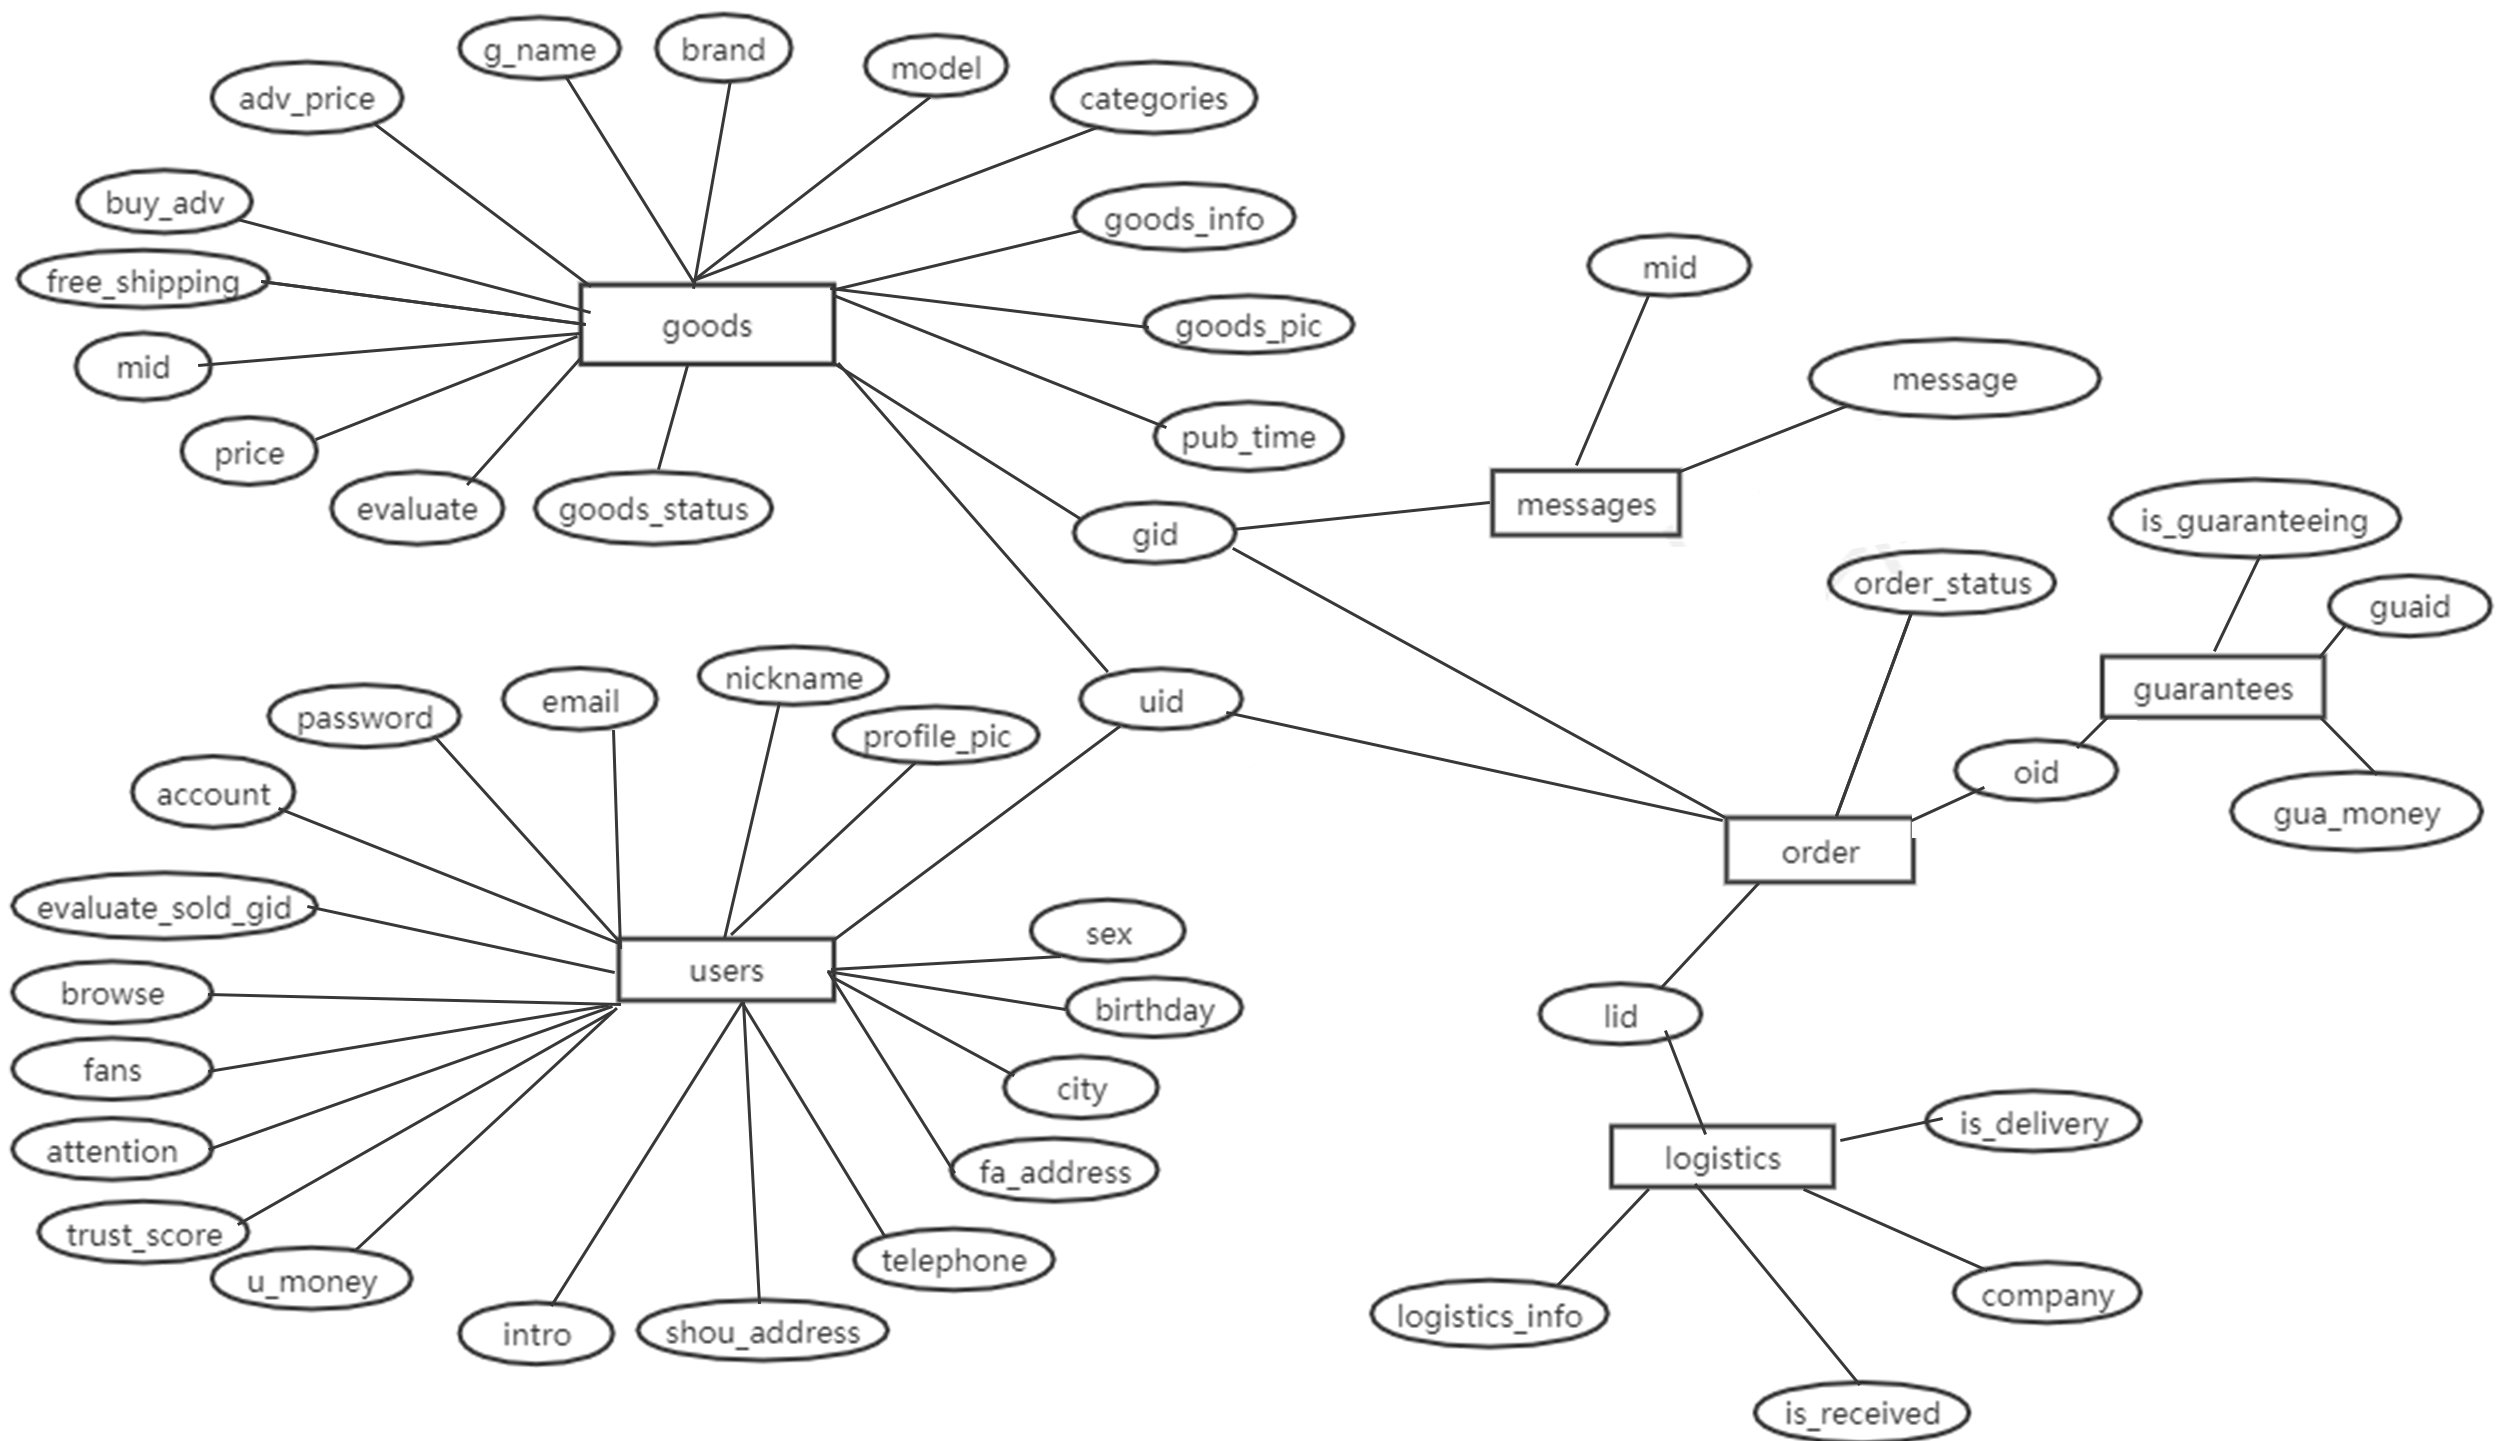 g_name
brand
model
adv_price
categories
buy_adv
goods_info
free_shipping
mid
goods
goods_pic
mid
message
price
pub_time
evaluate
goods_status
gid
messages
is_guaranteeing
order_status
guaid
nickname
email
password
uid
guarantees
profile_pic
account
oid
gua_money
order
evaluate_sold_gid
sex
users
browse
birthday
lid
fans
city
attention
is_delivery
fa_address
logistics
trust_score
telephone
u_money
company
intro
shou_address
logistics_info
is_received